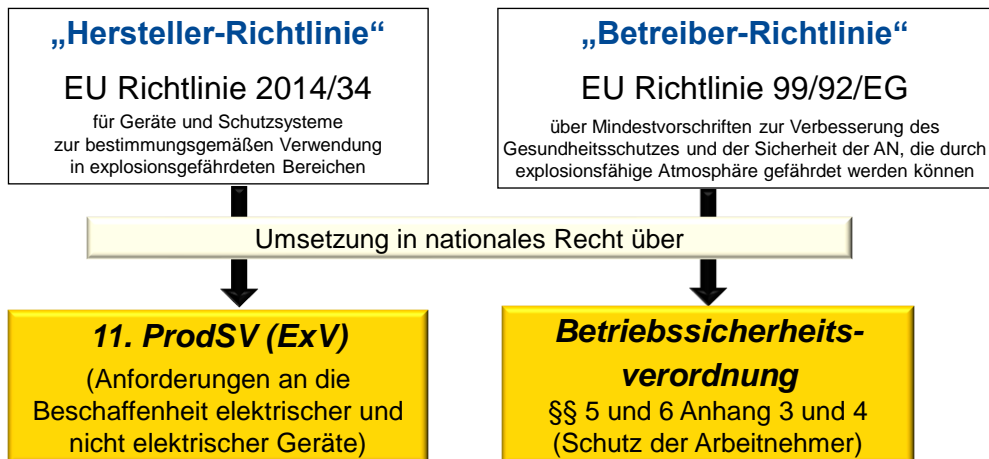 „Hersteller-Richtlinie“
EU Richtlinie 2014/34
für Geräte und Schutzsysteme
zur bestimmungsgemäßen Verwendung
in explosionsgefährdeten Bereichen
„Betreiber-Richtlinie“
EU Richtlinie 99/92/EG
über Mindestvorschriften zur Verbesserung des
Gesundheitsschutzes und der Sicherheit der AN, die durch
explosionsfähige Atmosphäre gefährdet werden können
Umsetzung in nationales Recht über
11. ProdSV (ExV)
(Anforderungen an die
Beschaffenheit elektrischer und
nicht elektrischer Geräte)
Betriebssicherheits-
verordnung
§§ 5 und 6 Anhang 3 und 4
(Schutz der Arbeitnehmer)